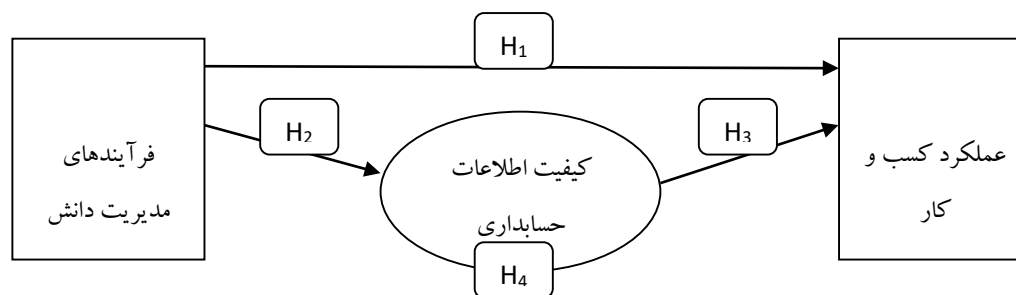 H₁
H₂
H₃
فرآیندهای
مدیریت دانش
کیفیت اطلاعات
حسابداری
عملکرد کسب و
کار
H₄